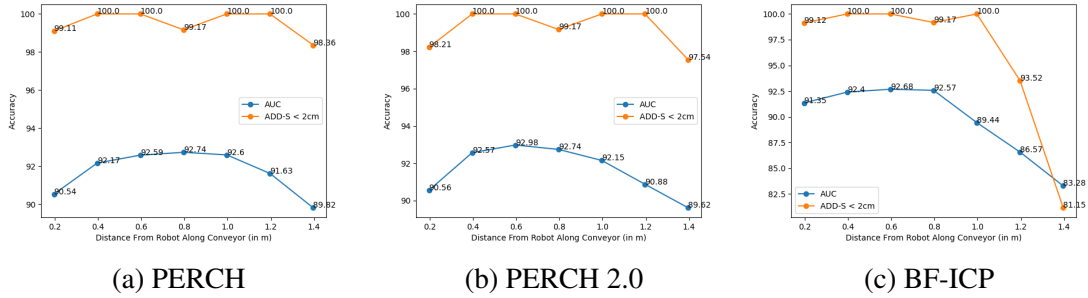 99.11 100.0 100.0 99.17 100.0 100.0 98.36
90.54 92.17 92.59 92.74 92.6 91.63 89.82
100 98 96 94 92 90
Accuracy
AUC
ADD-S < 2cm
0.2 0.4 0.6 0.8 1.0 1.2 1.4
Distance From Robot Along Conveyor (in m)
(a) PERCH
98.21 100.0 100.0 99.17 100.0 100.0 97.54
90.56 92.57 92.98 92.74 92.15 90.88 89.62
100 98 96 94 92 90
Accuracy
AUC
ADD-S < 2cm
0.2 0.4 0.6 0.8 1.0 1.2 1.4
Distance From Robot Along Conveyor (in m)
(b) PERCH 2.0
99.12 100.0 100.0 99.17 100.0 93.52 81.15
91.35 92.4 92.68 92.57 89.44 86.57 83.28
100.0 97.5 95.0 92.5 90.0 87.5 85.0 82.5
Accuracy
AUC
ADD-S < 2cm
0.2 0.4 0.6 0.8 1.0 1.2 1.4
Distance From Robot Along Conveyor (in m)
(c) BF-ICP